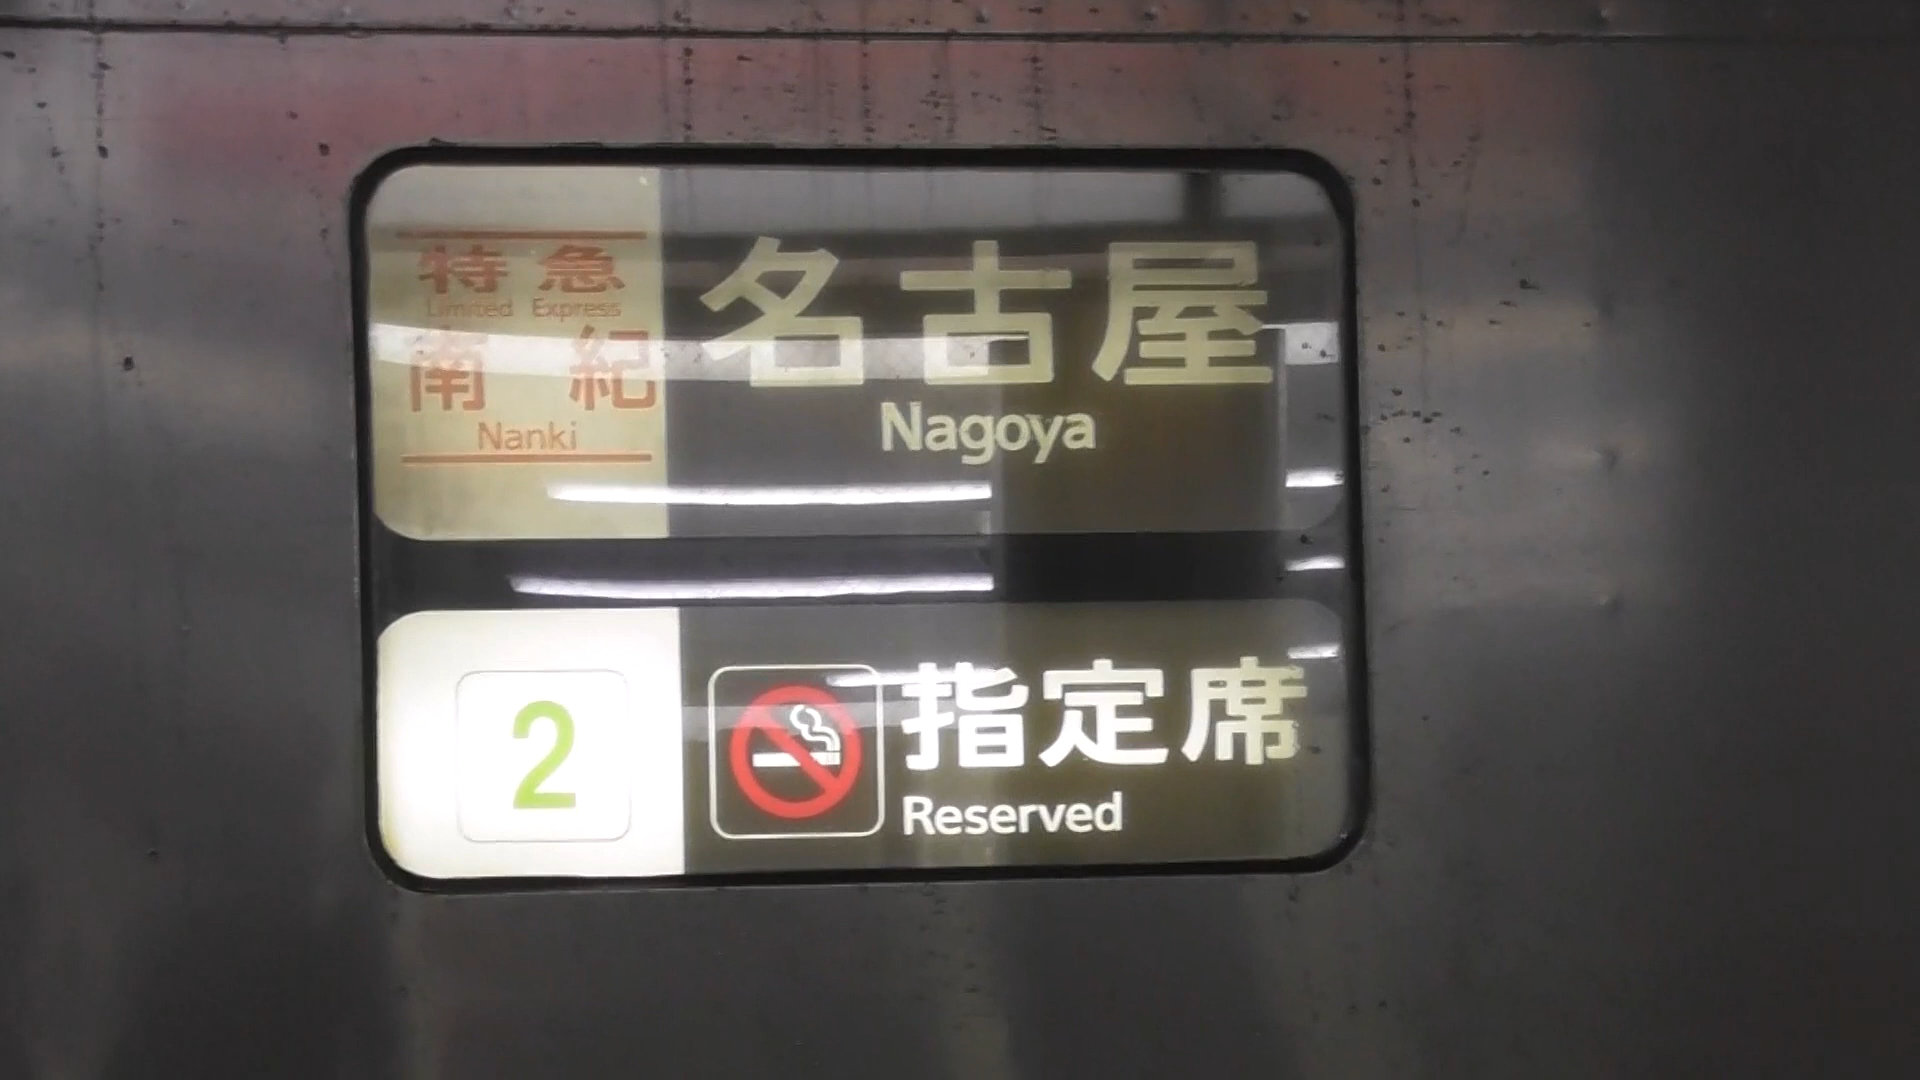 特急
Limited Express
南紀
Nanki
名古屋
Nagoya
2
指定席
Reserved